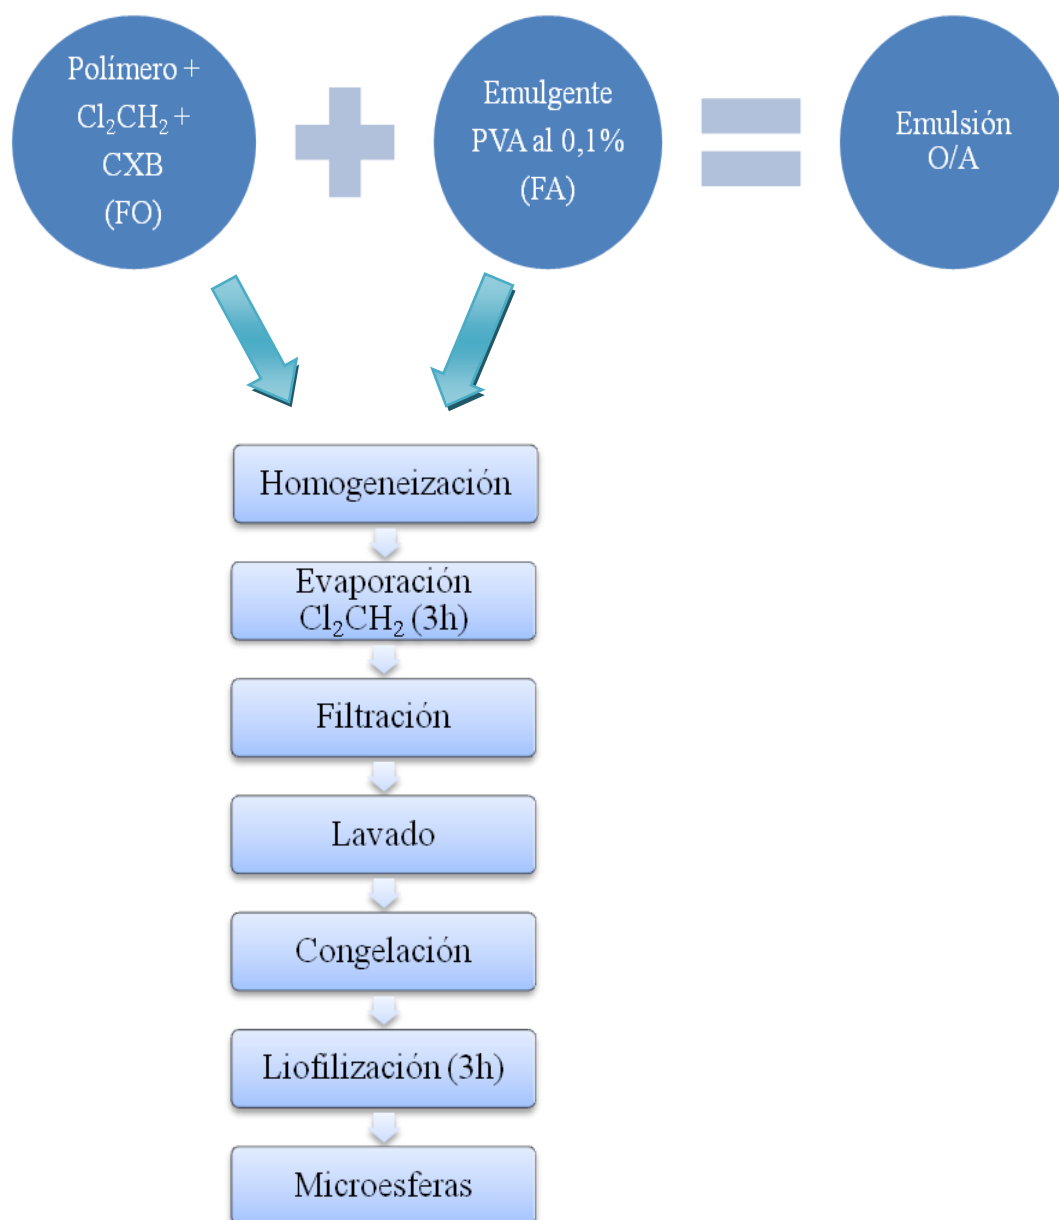 Polímero +
Cl₂CH₂ +
CXB
(FO)
Emulgente
PVA al 0,1%
(FA)
Emulsión
O/A
Homogeneización
Evaporación
Cl₂CH₂ (3h)
Filtración
Lavado
Congelación
Liofilización (3h)
Microesferas